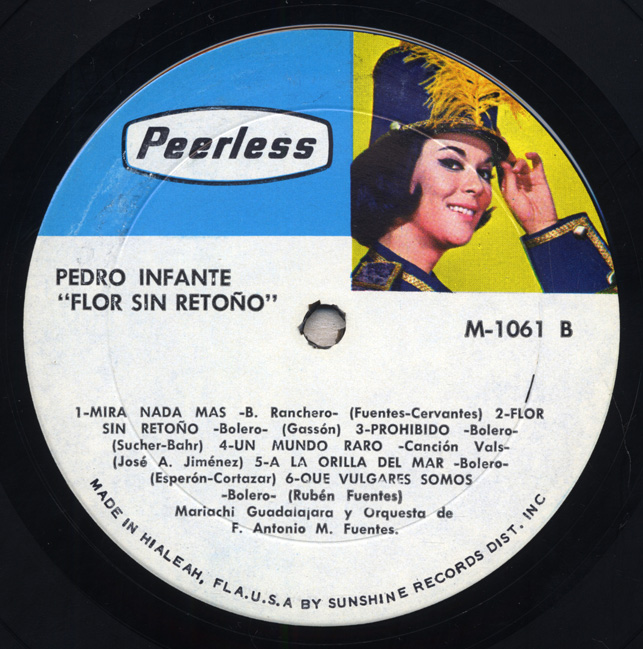 Peerless
PEDRO INFANTE
"FLOR SIN RETOÑO"
M-1061 B
1-MIRA NADA MAS -B. Ranchero- (Fuentes-Cervantes) 2-FLOR
SIN RETOÑO -Bolero- (Gassón) 3-PROHIBIDO -Bolero-
(Sucher-Bahr) 4-UN MUNDO RARO -Canción Vals-
(José A. Jiménez) 5-A LA ORILLA DEL MAR -Bolero-
(Esperón-Cortazar) 6-QUE VULGARES SOMOS
-Bolero- (Rubén Fuentes)
Mariachi Guadalajara y Orquesta de
F. Antonio M. Fuentes.
MADE IN HIALEAH, FLA.U.S.A BY SUNSHINE RECORDS DIST. INC